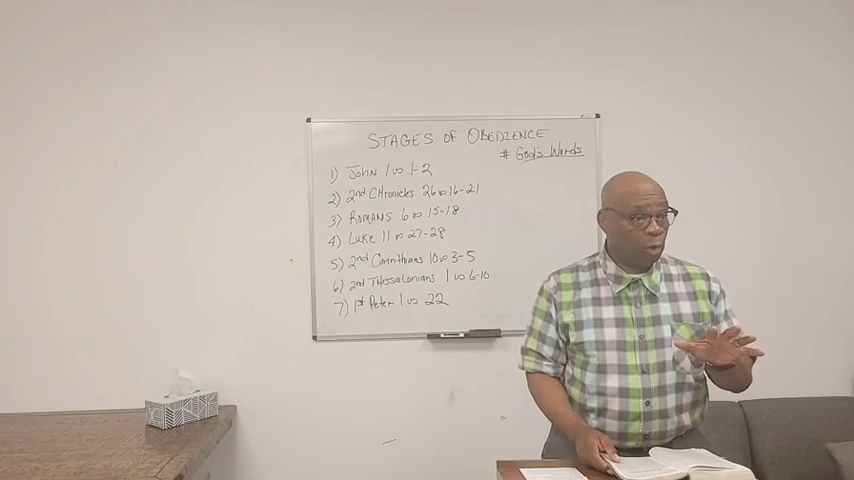 STAGES OF OBEDIENCE
# God's Words
1) John 1 vs 1-2
2) 2nd Chronicles 26 vs 16-21
3) ROMANS 6 vs 15-18
4) Luke 11 vs 27-28
5) 2nd Corinthians 10 vs 3-5
6) 2nd Thessalonians 1 vs 6-10
7) 1st Peter 1 vs 22